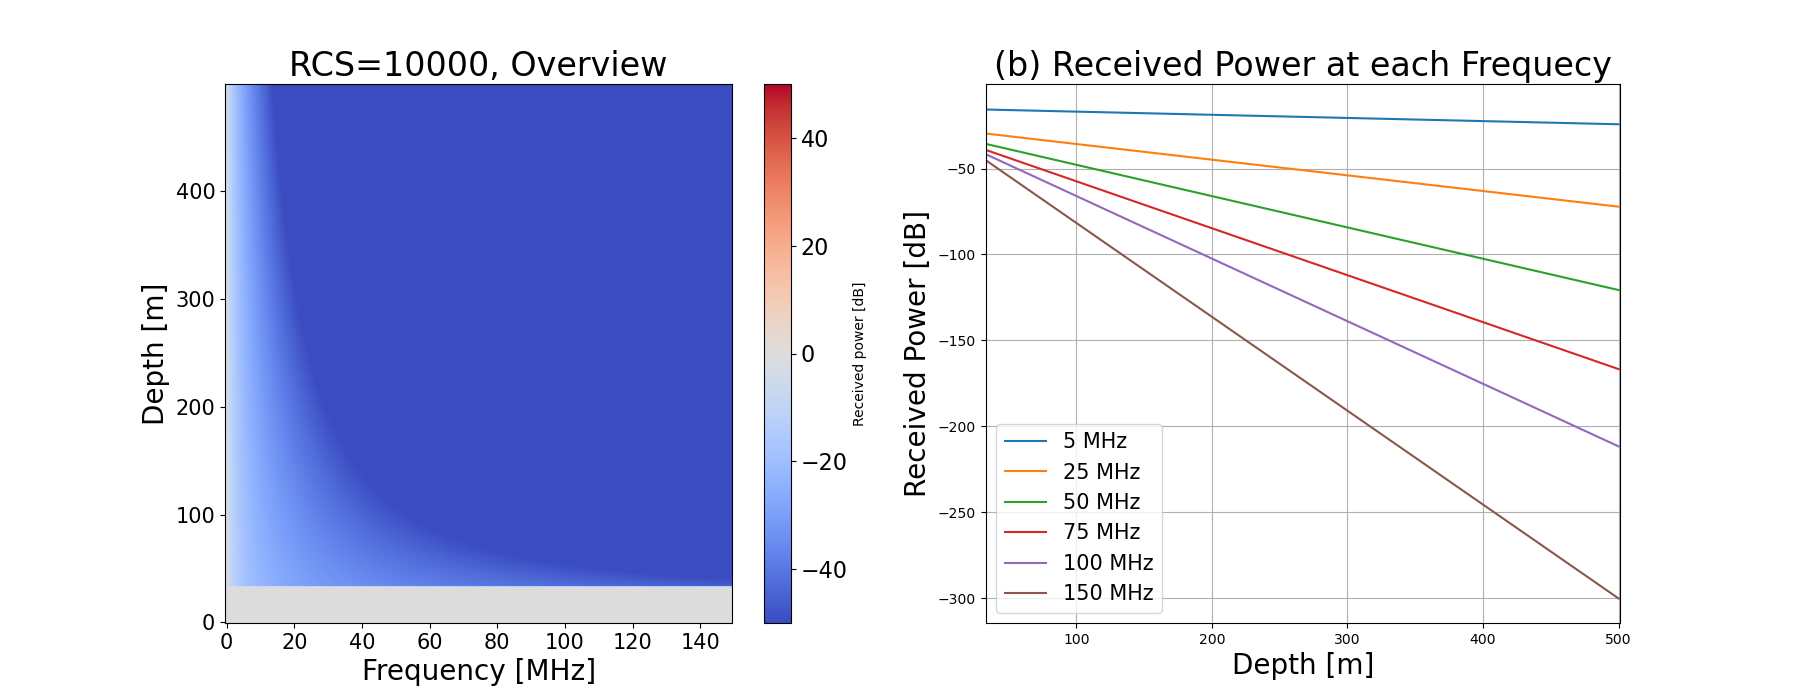 RCS=10000, Overview
Depth [m]
400
300
200
100
0
0 20 40 60 80 100 120 140
Frequency [MHz]
40
20
0
−20
−40
Received power [dB]
(b) Received Power at each Frequecy
Received Power [dB]
−50
−100
−150
−200
−250
−300
5 MHz
25 MHz
50 MHz
75 MHz
100 MHz
150 MHz
100 200 300 400 500
Depth [m]